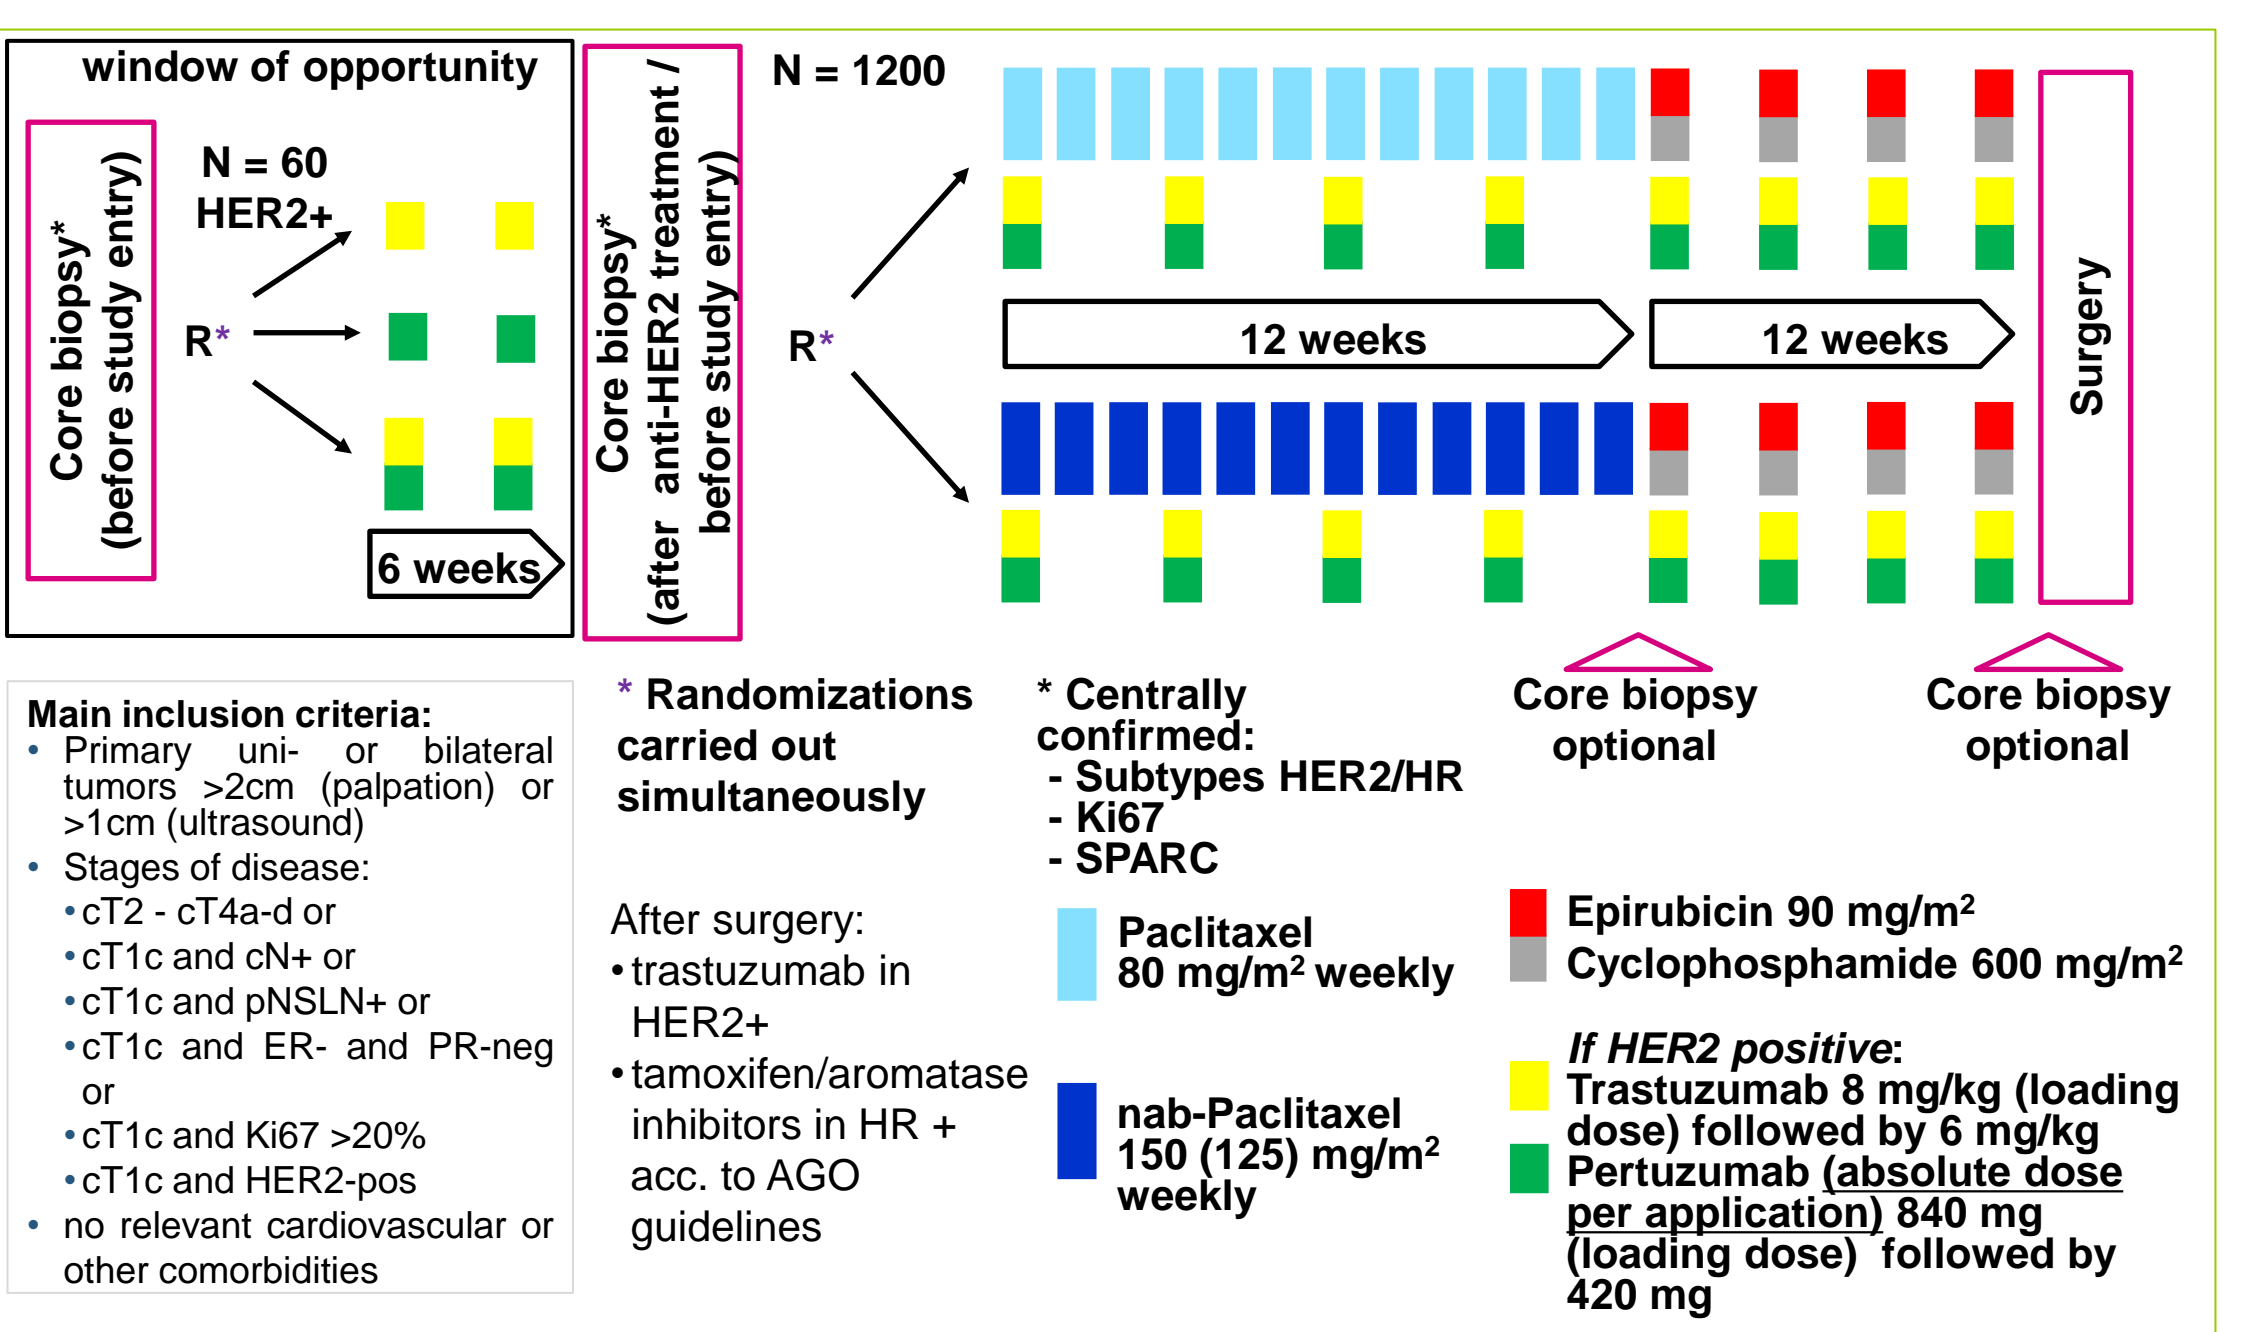 window of opportunity
Core biopsy*
(before study entry)
N = 60
HER2+
R*
6 weeks
Core biopsy*
(after anti-HER2 treatment /
before study entry)
N = 1200
R*
12 weeks
12 weeks
Surgery
Core biopsy
optional
Core biopsy
optional
Main inclusion criteria:
• Primary uni- or bilateral
tumors >2cm (palpation) or
>1cm (ultrasound)
• Stages of disease:
• cT2 - cT4a-d or
• cT1c and cN+ or
• cT1c and pNSLN+ or
• cT1c and ER- and PR-neg
or
• cT1c and Ki67 >20%
• cT1c and HER2-pos
• no relevant cardiovascular or
other comorbidities
* Randomizations
carried out
simultaneously
After surgery:
• trastuzumab in
HER2+
• tamoxifen/aromatase
inhibitors in HR +
acc. to AGO
guidelines
* Centrally
confirmed:
- Subtypes HER2/HR
- Ki67
- SPARC
Paclitaxel
80 mg/m² weekly
nab-Paclitaxel
150 (125) mg/m²
weekly
Epirubicin 90 mg/m²
Cyclophosphamide 600 mg/m²
If HER2 positive:
Trastuzumab 8 mg/kg (loading
dose) followed by 6 mg/kg
Pertuzumab (absolute dose
per application) 840 mg
(loading dose) followed by
420 mg